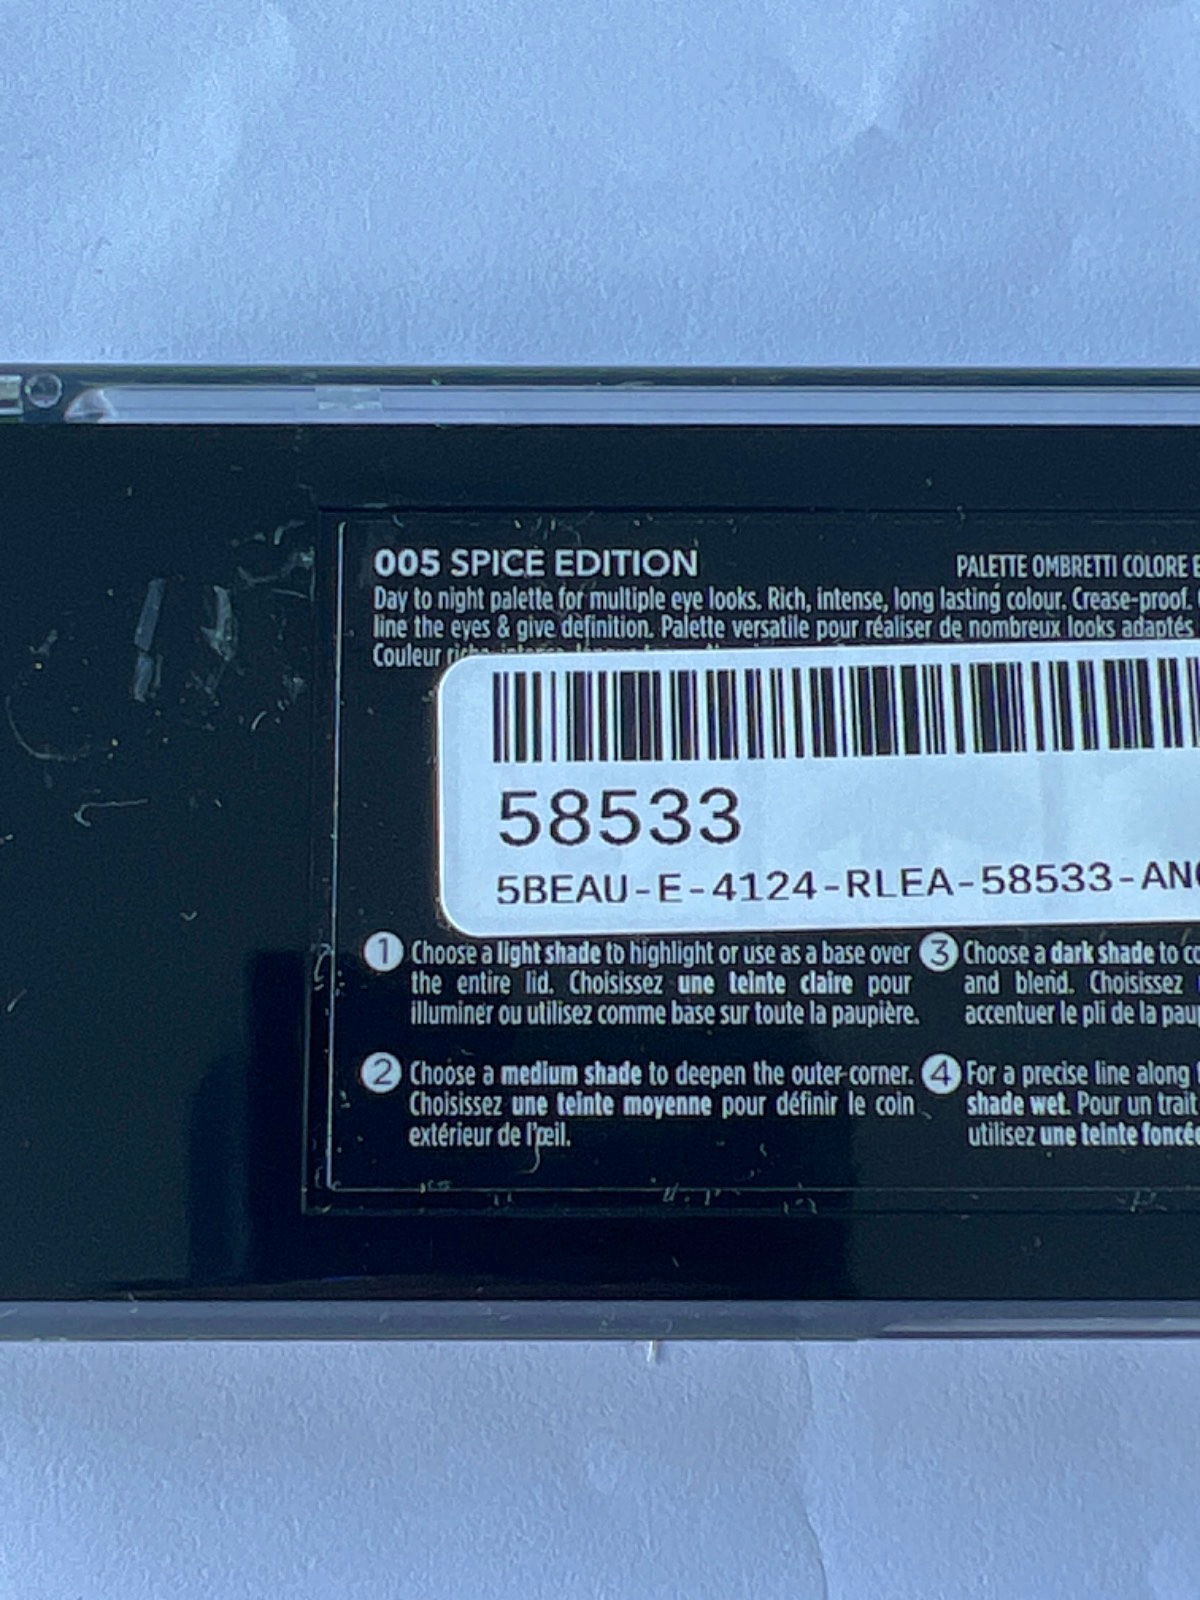 005 SPICE EDITION
PALETTE OMBRETTI COLORE
Day to night palette for multiple eye looks. Rich, intense, long lasting colour. Crease-proof.
line the eyes & give definition. Palette versatile pour réaliser de nombreux looks adaptés
Couleur
58533
5BEAU-E-4124-RLEA-58533-AN
1 Choose a light shade to highlight or use as a base over
the entire lid. Choisissez une teinte claire pour
illuminer ou utilisez comme base sur toute la paupière.
2 Choose a medium shade to deepen the outer corner.
Choisissez une teinte moyenne pour définir le coin
extérieur de l'œil.
3 Choose a dark shade to
and blend. Choisissez
accentuer le pli de la
4 For a precise line along
shade wet. Pour un trait
utilisez une teinte foncée